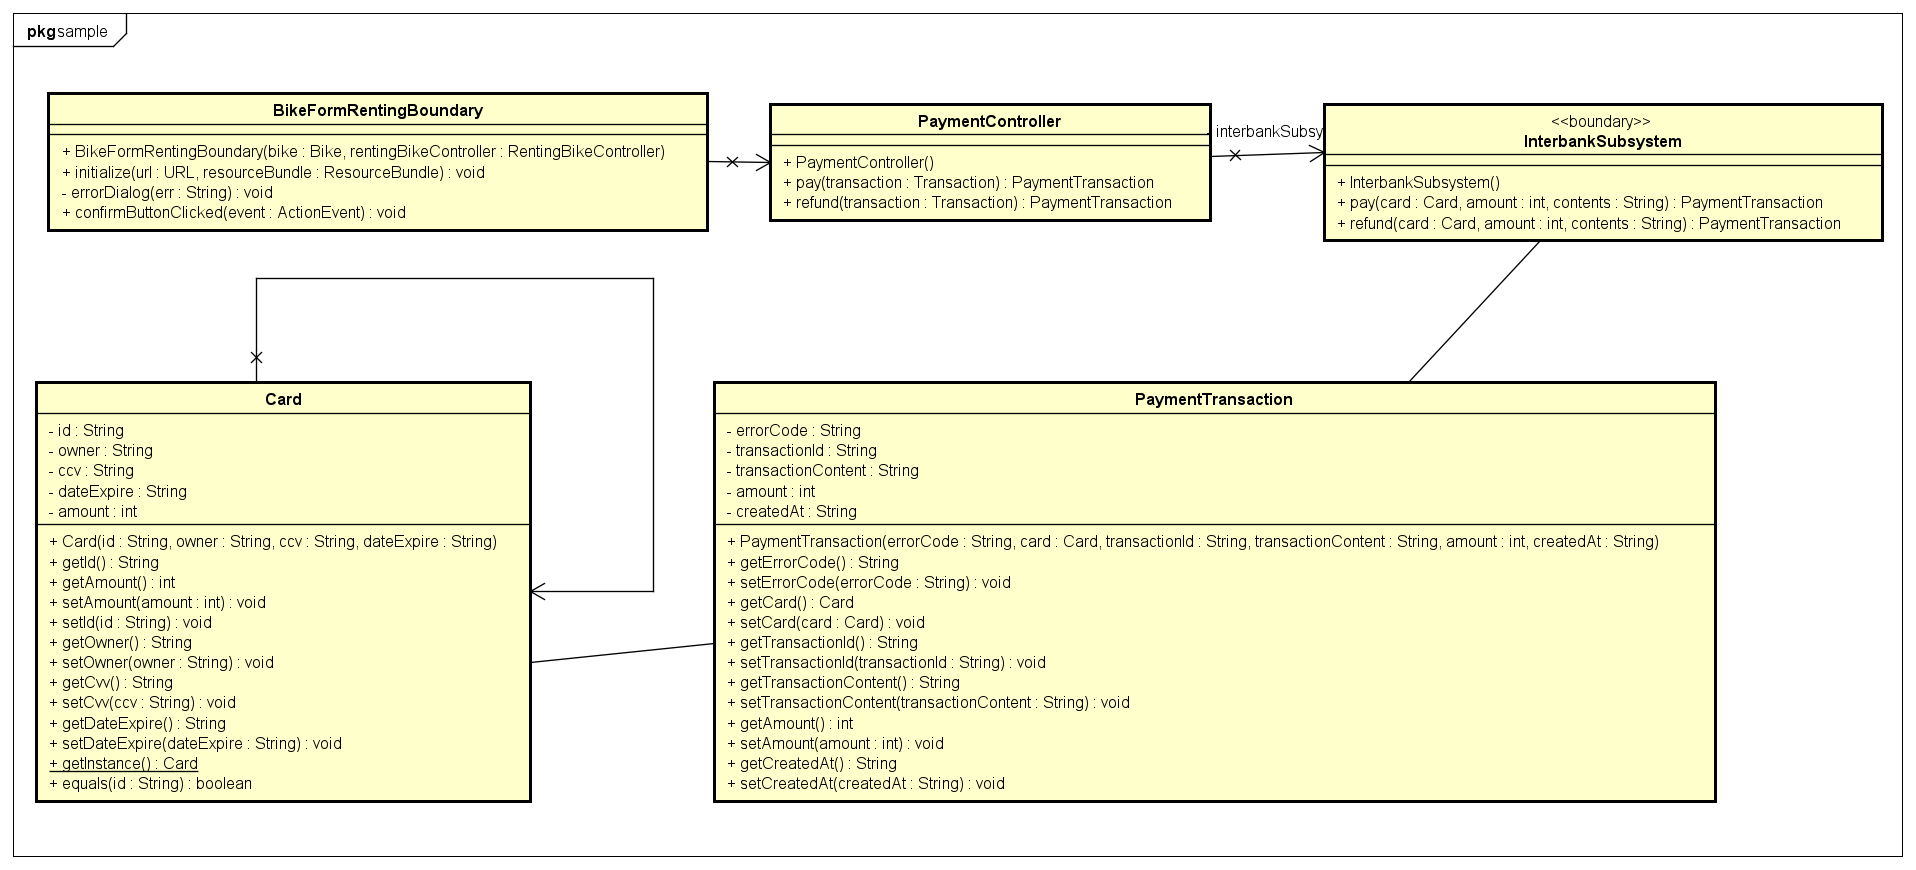 pkg sample
BikeFormRentingBoundary
+ BikeFormRentingBoundary(bike : Bike, rentingBikeController : RentingBikeController)
+ initialize(url : URL, resourceBundle : ResourceBundle) : void
- errorDialog(err : String) : void
+ confirmButtonClicked(event : ActionEvent) : void
PaymentController
+ PaymentController()
+ pay(transaction : Transaction) : PaymentTransaction
+ refund(transaction : Transaction) : PaymentTransaction
- interbankSubsy
<<boundary>>
InterbankSubsystem
+ InterbankSubsystem()
+ pay(card : Card, amount : int, contents : String) : PaymentTransaction
+ refund(card : Card, amount : int, contents : String) : PaymentTransaction
Card
- id : String
- owner : String
- ccv : String
- dateExpire : String
- amount : int
+ Card(id : String, owner : String, ccv : String, dateExpire : String)
+ getId() : String
+ getAmount() : int
+ setAmount(amount : int) : void
+ setId(id : String) : void
+ getOwner() : String
+ setOwner(owner : String) : void
+ getCvv() : String
+ setCvv(ccv : String) : void
+ getDateExpire() : String
+ setDateExpire(dateExpire : String) : void
+ getInstance() : Card
+ equals(id : String) : boolean
PaymentTransaction
- errorCode : String
- transactionId : String
- transactionContent : String
- amount : int
- createdAt : String
+ PaymentTransaction(errorCode : String, card : Card, transactionId : String, transactionContent : String, amount : int, createdAt : String)
+ getErrorCode() : String
+ setErrorCode(errorCode : String) : void
+ getCard() : Card
+ setCard(card : Card) : void
+ getTransactionId() : String
+ setTransactionId(transactionId : String) : void
+ getTransactionContent() : String
+ setTransactionContent(transactionContent : String) : void
+ getAmount() : int
+ setAmount(amount : int) : void
+ getCreatedAt() : String
+ setCreatedAt(createdAt : String) : void